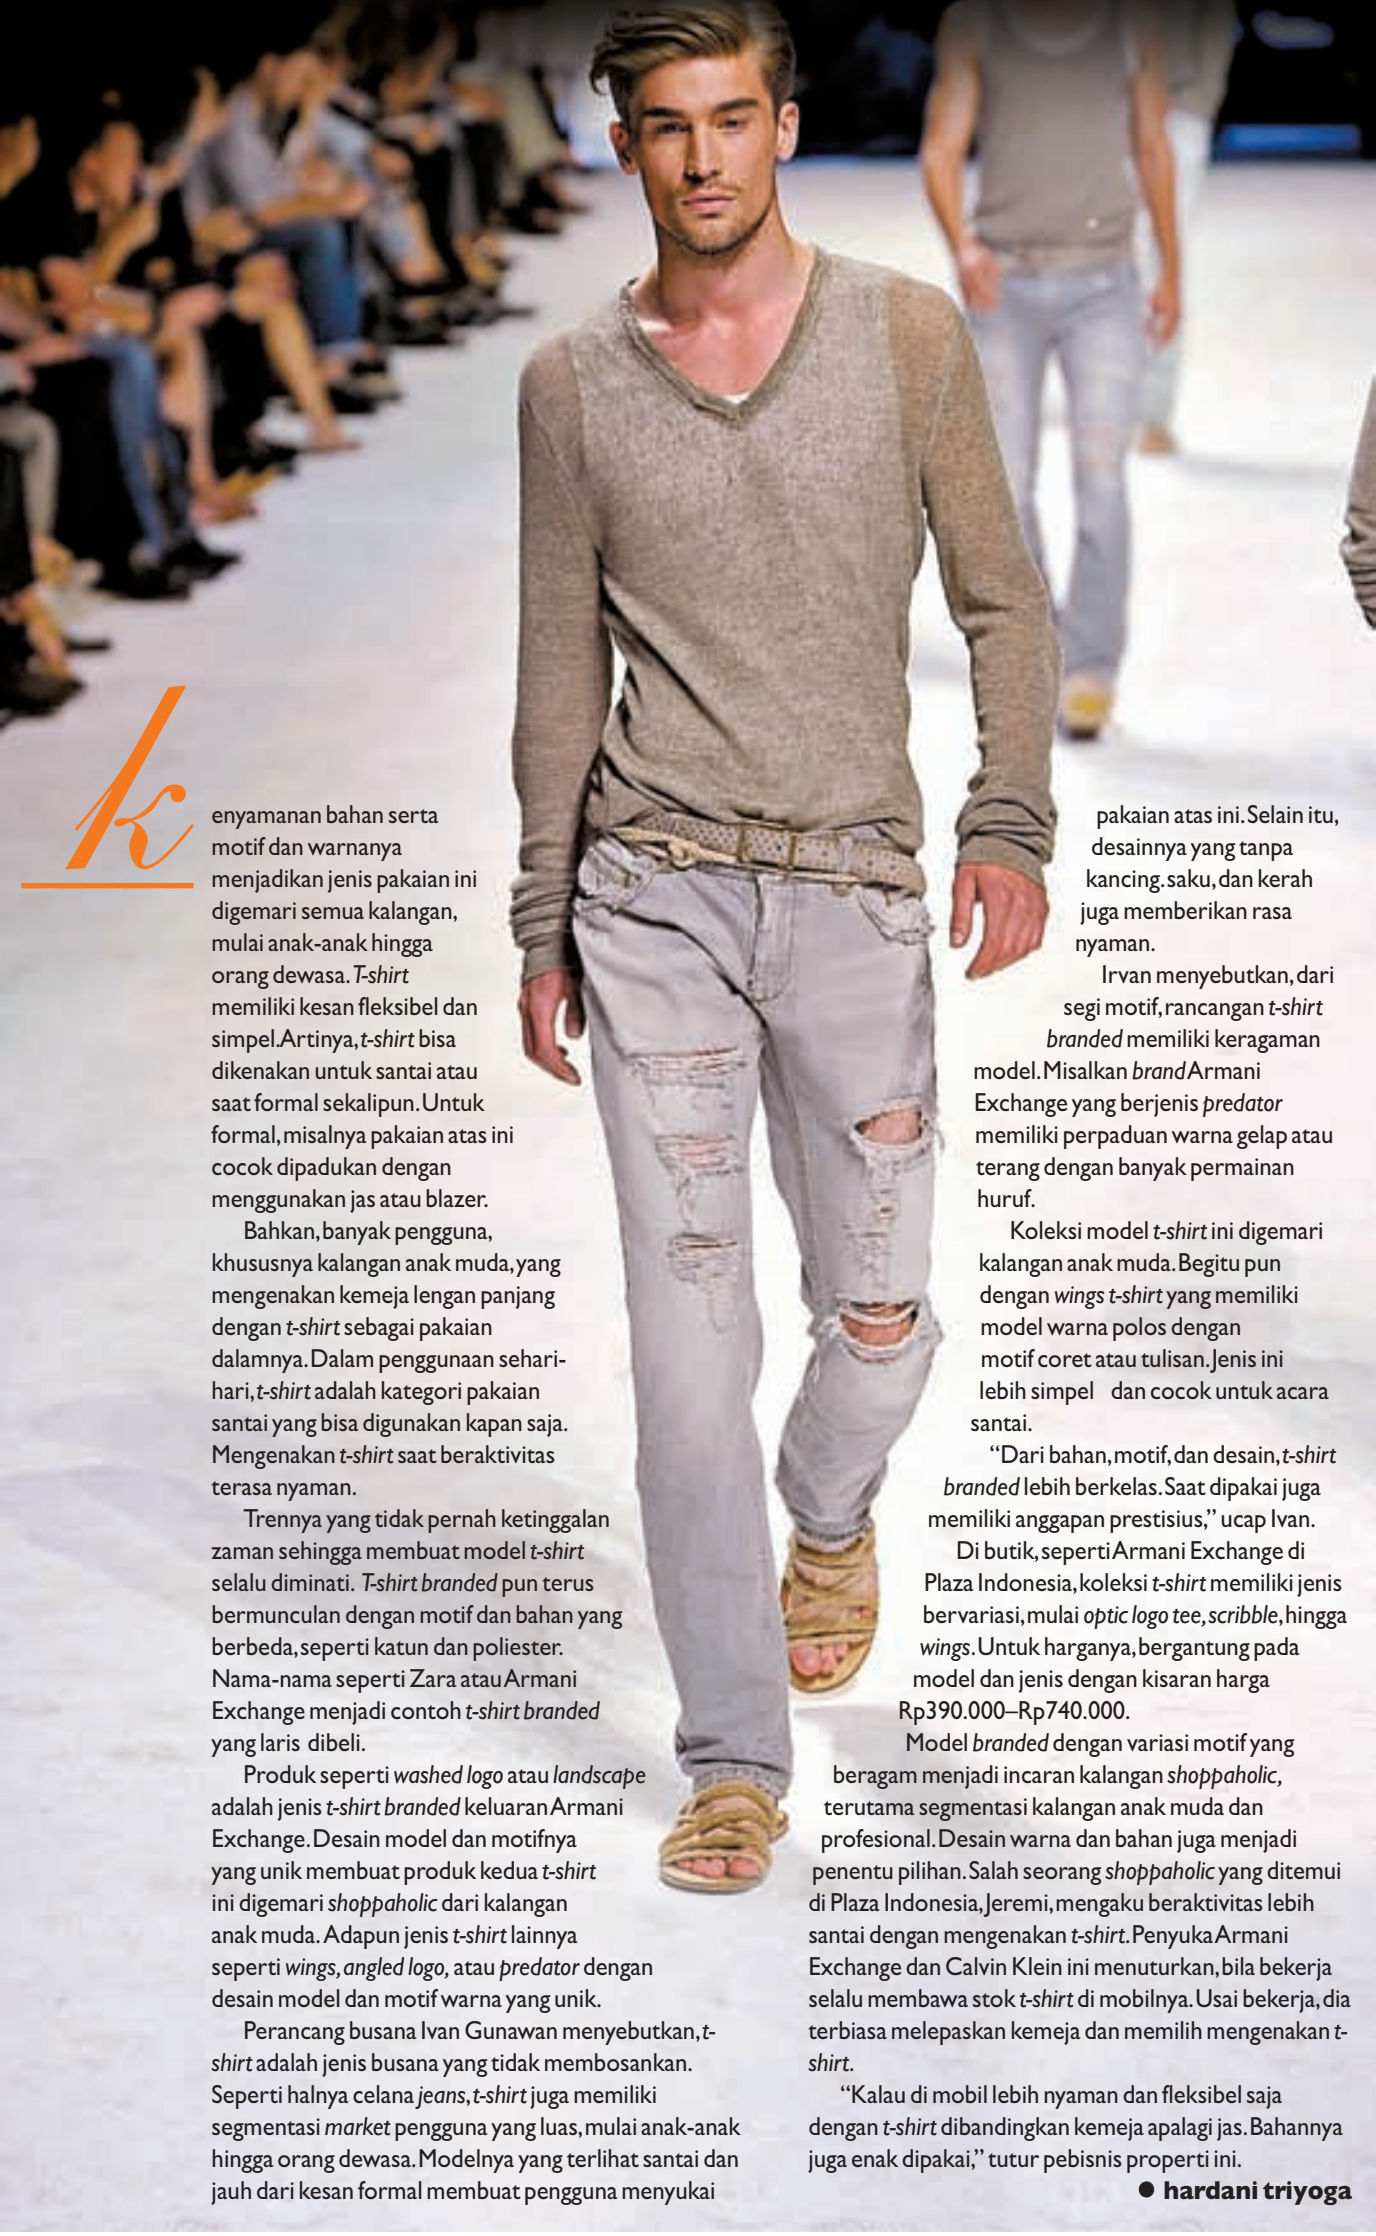 k
enyamanan bahan serta
motif dan warnanya
menjadikan jenis pakaian ini
digemari semua kalangan,
mulai anak-anak hingga
orang dewasa. T-shirt
memiliki kesan fleksibel dan
simpel.Artinya, t-shirt bisa
dikenakan untuk santai atau
saat formal sekalipun. Untuk
formal, misalnya pakaian atas ini
cocok dipadukan dengan
menggunakan jas atau blazer.
Bahkan, banyak pengguna,
khususnya kalangan anak muda, yang
mengenakan kemeja lengan panjang
dengan t-shirt sebagai pakaian
dalamnya. Dalam penggunaan sehari-
hari, t-shirt adalah kategori pakaian
santai yang bisa digunakan kapan saja.
Mengenakan t-shirt saat beraktivitas
terasa nyaman.
Trennya yang tidak pernah ketinggalan
zaman sehingga membuat model t-shirt
selalu diminati. T-shirt branded pun terus
bermunculan dengan motif dan bahan yang
berbeda, seperti katun dan poliester.
Nama-nama seperti Zara atau Armani
Exchange menjadi contoh t-shirt branded
yang laris dibeli.
Produk seperti washed logo atau landscape
adalah jenis t-shirt branded keluaran Armani
Exchange. Desain model dan motifnya
yang unik membuat produk kedua t-shirt
ini digemari shoppaholic dari kalangan
anak muda. Adapun jenis t-shirt lainnya
seperti wings, angled logo, atau predator dengan
desain model dan motif warna yang unik.
Perancang busana Ivan Gunawan menyebutkan, t-
shirt adalah jenis busana yang tidak membosankan.
Seperti halnya celana jeans, t-shirt juga memiliki
segmentasi market pengguna yang luas, mulai anak-anak
hingga orang dewasa. Modelnya yang terlihat santai dan
jauh dari kesan formal membuat pengguna menyukai
pakaian atas ini. Selain itu,
desainnya yang tanpa
kancing. saku, dan kerah
juga memberikan rasa
nyaman.
Irvan menyebutkan, dari
segi motif, rancangan t-shirt
branded memiliki keragaman
model. Misalkan brand Armani
Exchange yang berjenis predator
memiliki perpaduan warna gelap atau
terang dengan banyak permainan
huruf.
Koleksi model t-shirt ini digemari
kalangan anak muda. Begitu pun
dengan wings t-shirt yang memiliki
model warna polos dengan
motif coret atau tulisan. Jenis ini
lebih simpel dan cocok untuk acara
santai.
“Dari bahan, motif, dan desain, t-shirt
branded lebih berkelas. Saat dipakai juga
memiliki anggapan prestisius,” ucap Ivan.
Di butik, seperti Armani Exchange di
Plaza Indonesia, koleksi t-shirt memiliki jenis
bervariasi, mulai optic logo tee, scribble, hingga
wings. Untuk harganya, bergantung pada
model dan jenis dengan kisaran harga
Rp390.000–Rp740.000.
Model branded dengan variasi motif yang
beragam menjadi incaran kalangan shoppaholic,
terutama segmentasi kalangan anak muda dan
profesional. Desain warna dan bahan juga menjadi
penentu pilihan. Salah seorang shoppaholic yang ditemui
di Plaza Indonesia, Jeremi, mengaku beraktivitas lebih
santai dengan mengenakan t-shirt. Penyuka Armani
Exchange dan Calvin Klein ini menuturkan, bila bekerja
selalu membawa stok t-shirt di mobilnya. Usai bekerja, dia
terbiasa melepaskan kemeja dan memilih mengenakan t-
shirt.
“Kalau di mobil lebih nyaman dan fleksibel saja
dengan t-shirt dibandingkan kemeja apalagi jas. Bahannya
juga enak dipakai,” tutur pebisnis properti ini.
● hardani triyoga